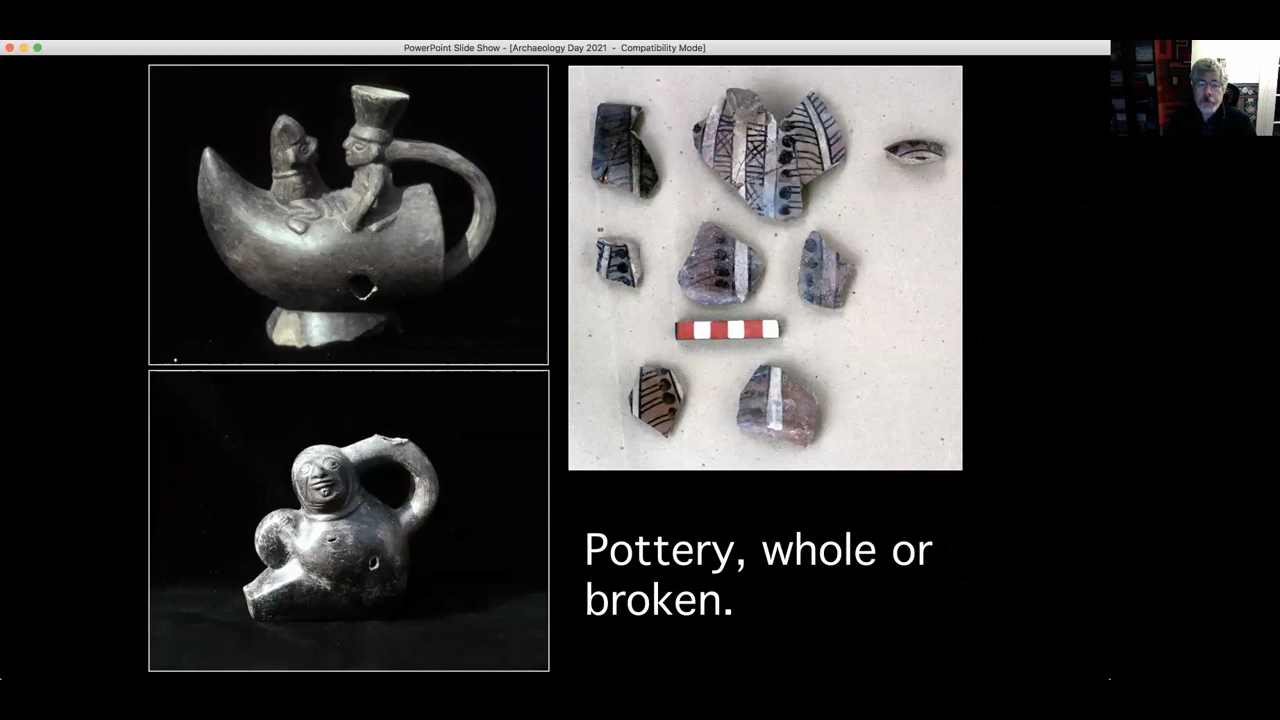 PowerPoint Slide Show - [Archaeology Day 2021 - Compatibility Mode]
Pottery, whole or
broken.